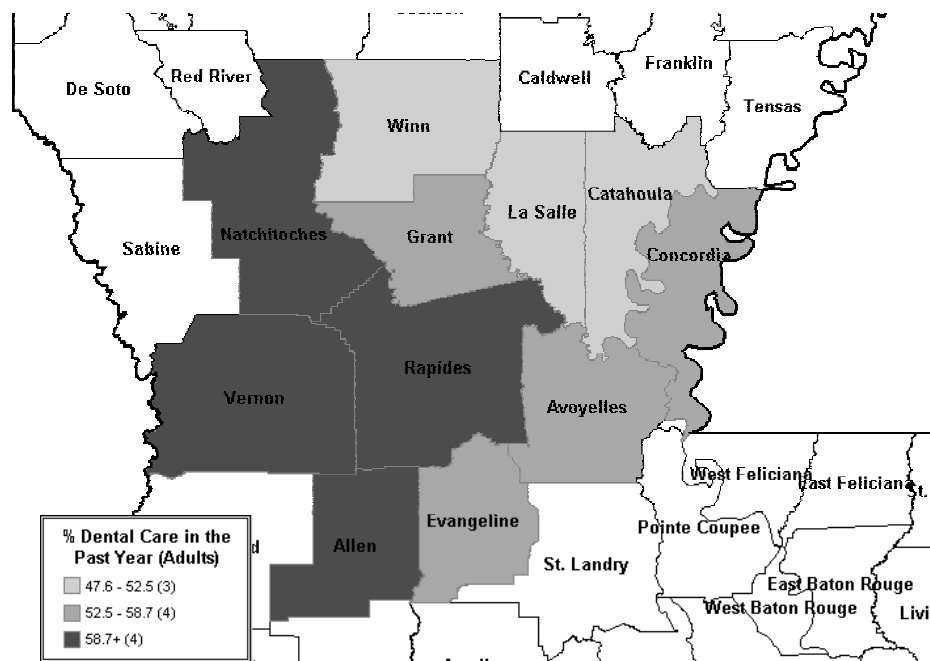 Caldwell
Franklin
Red River
De Soto
Tensas
Winn
Catahoula
La Salle
Natchitoches
Grant
Sabine
Concordia
Rapides
Vernon
Avoyelles
West Feliciana
East Feliciana
St.
Evangeline
Pointe Coupee
% Dental Care in the
Past Year (Adults)
47.6 - 52.5 (3)
52.5 - 58.7 (4)
58.7+ (4)
d
Allen
St. Landry
East Baton Rouge
West Baton Rouge
Livi